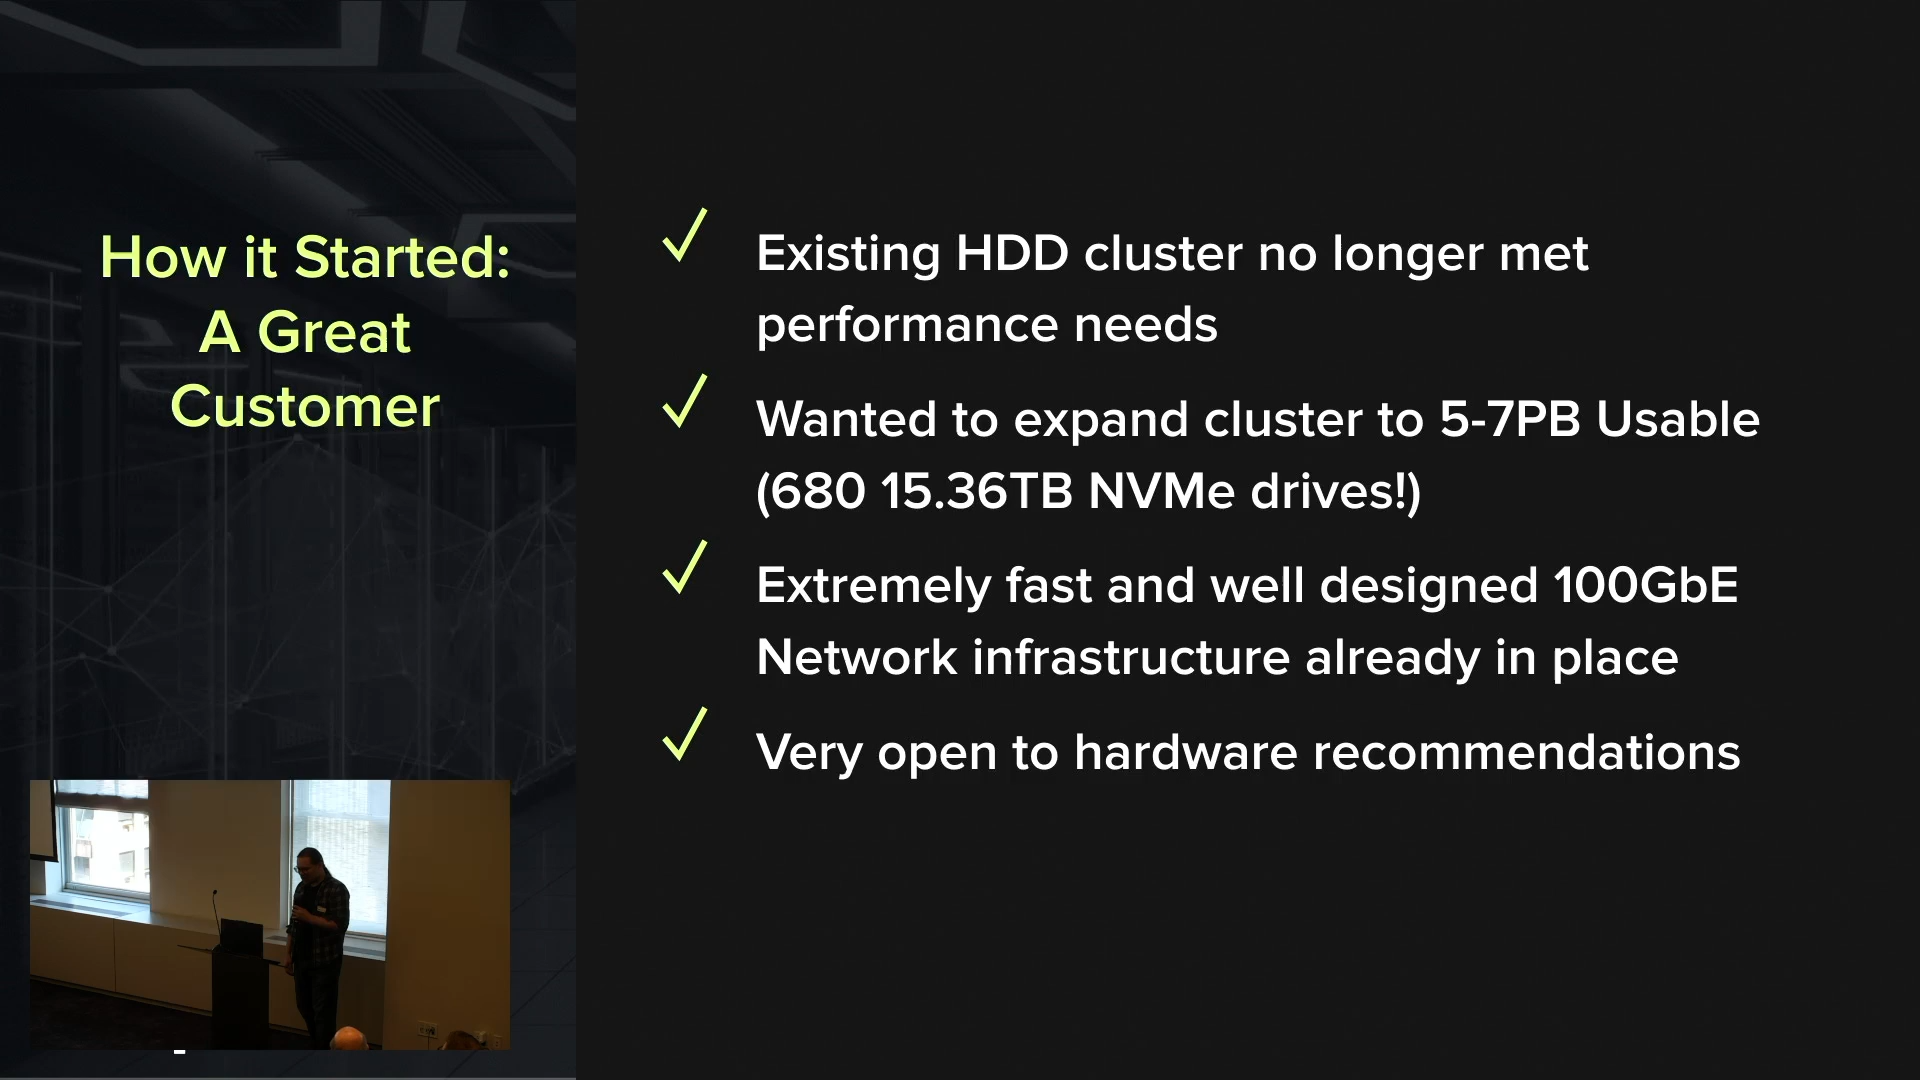 How it Started:
A Great
Customer
Existing HDD cluster no longer met
performance needs
Wanted to expand cluster to 5-7PB Usable
(680 15.36TB NVMe drives!)
Extremely fast and well designed 100GbE
Network infrastructure already in place
Very open to hardware recommendations